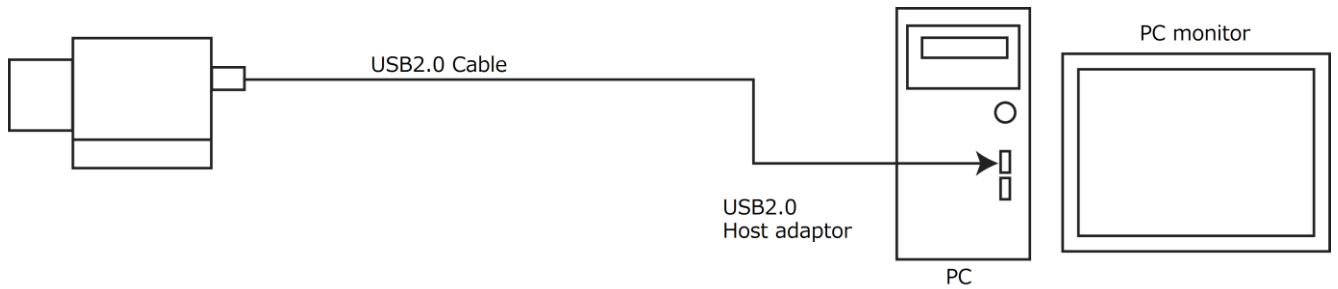 PC monitor
USB2.0 Cable
USB2.0
Host adaptor
PC